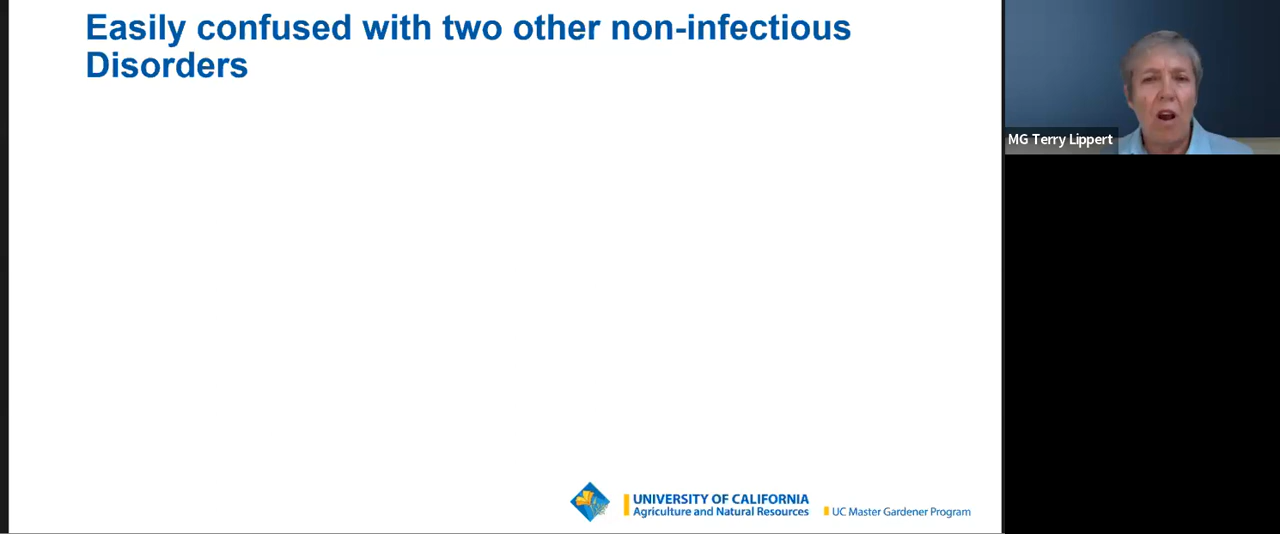 Easily confused with two other non-infectious
Disorders
MG Terry Lippert
UNIVERSITY OF CALIFORNIA
Agriculture and Natural Resources
UC Master Gardener Program